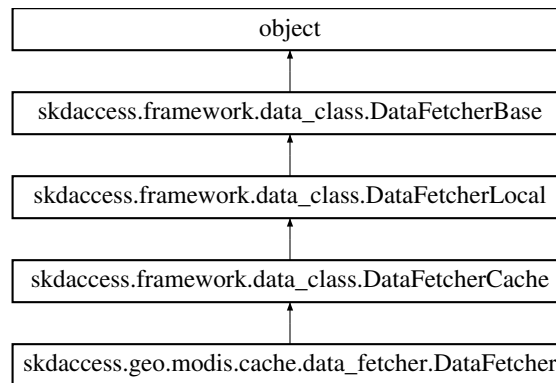 object
skdaccess.framework.data_class.DataFetcherBase
skdaccess.framework.data_class.DataFetcherLocal
skdaccess.framework.data_class.DataFetcherCache
skdaccess.geo.modis.cache.data_fetcher.DataFetcher